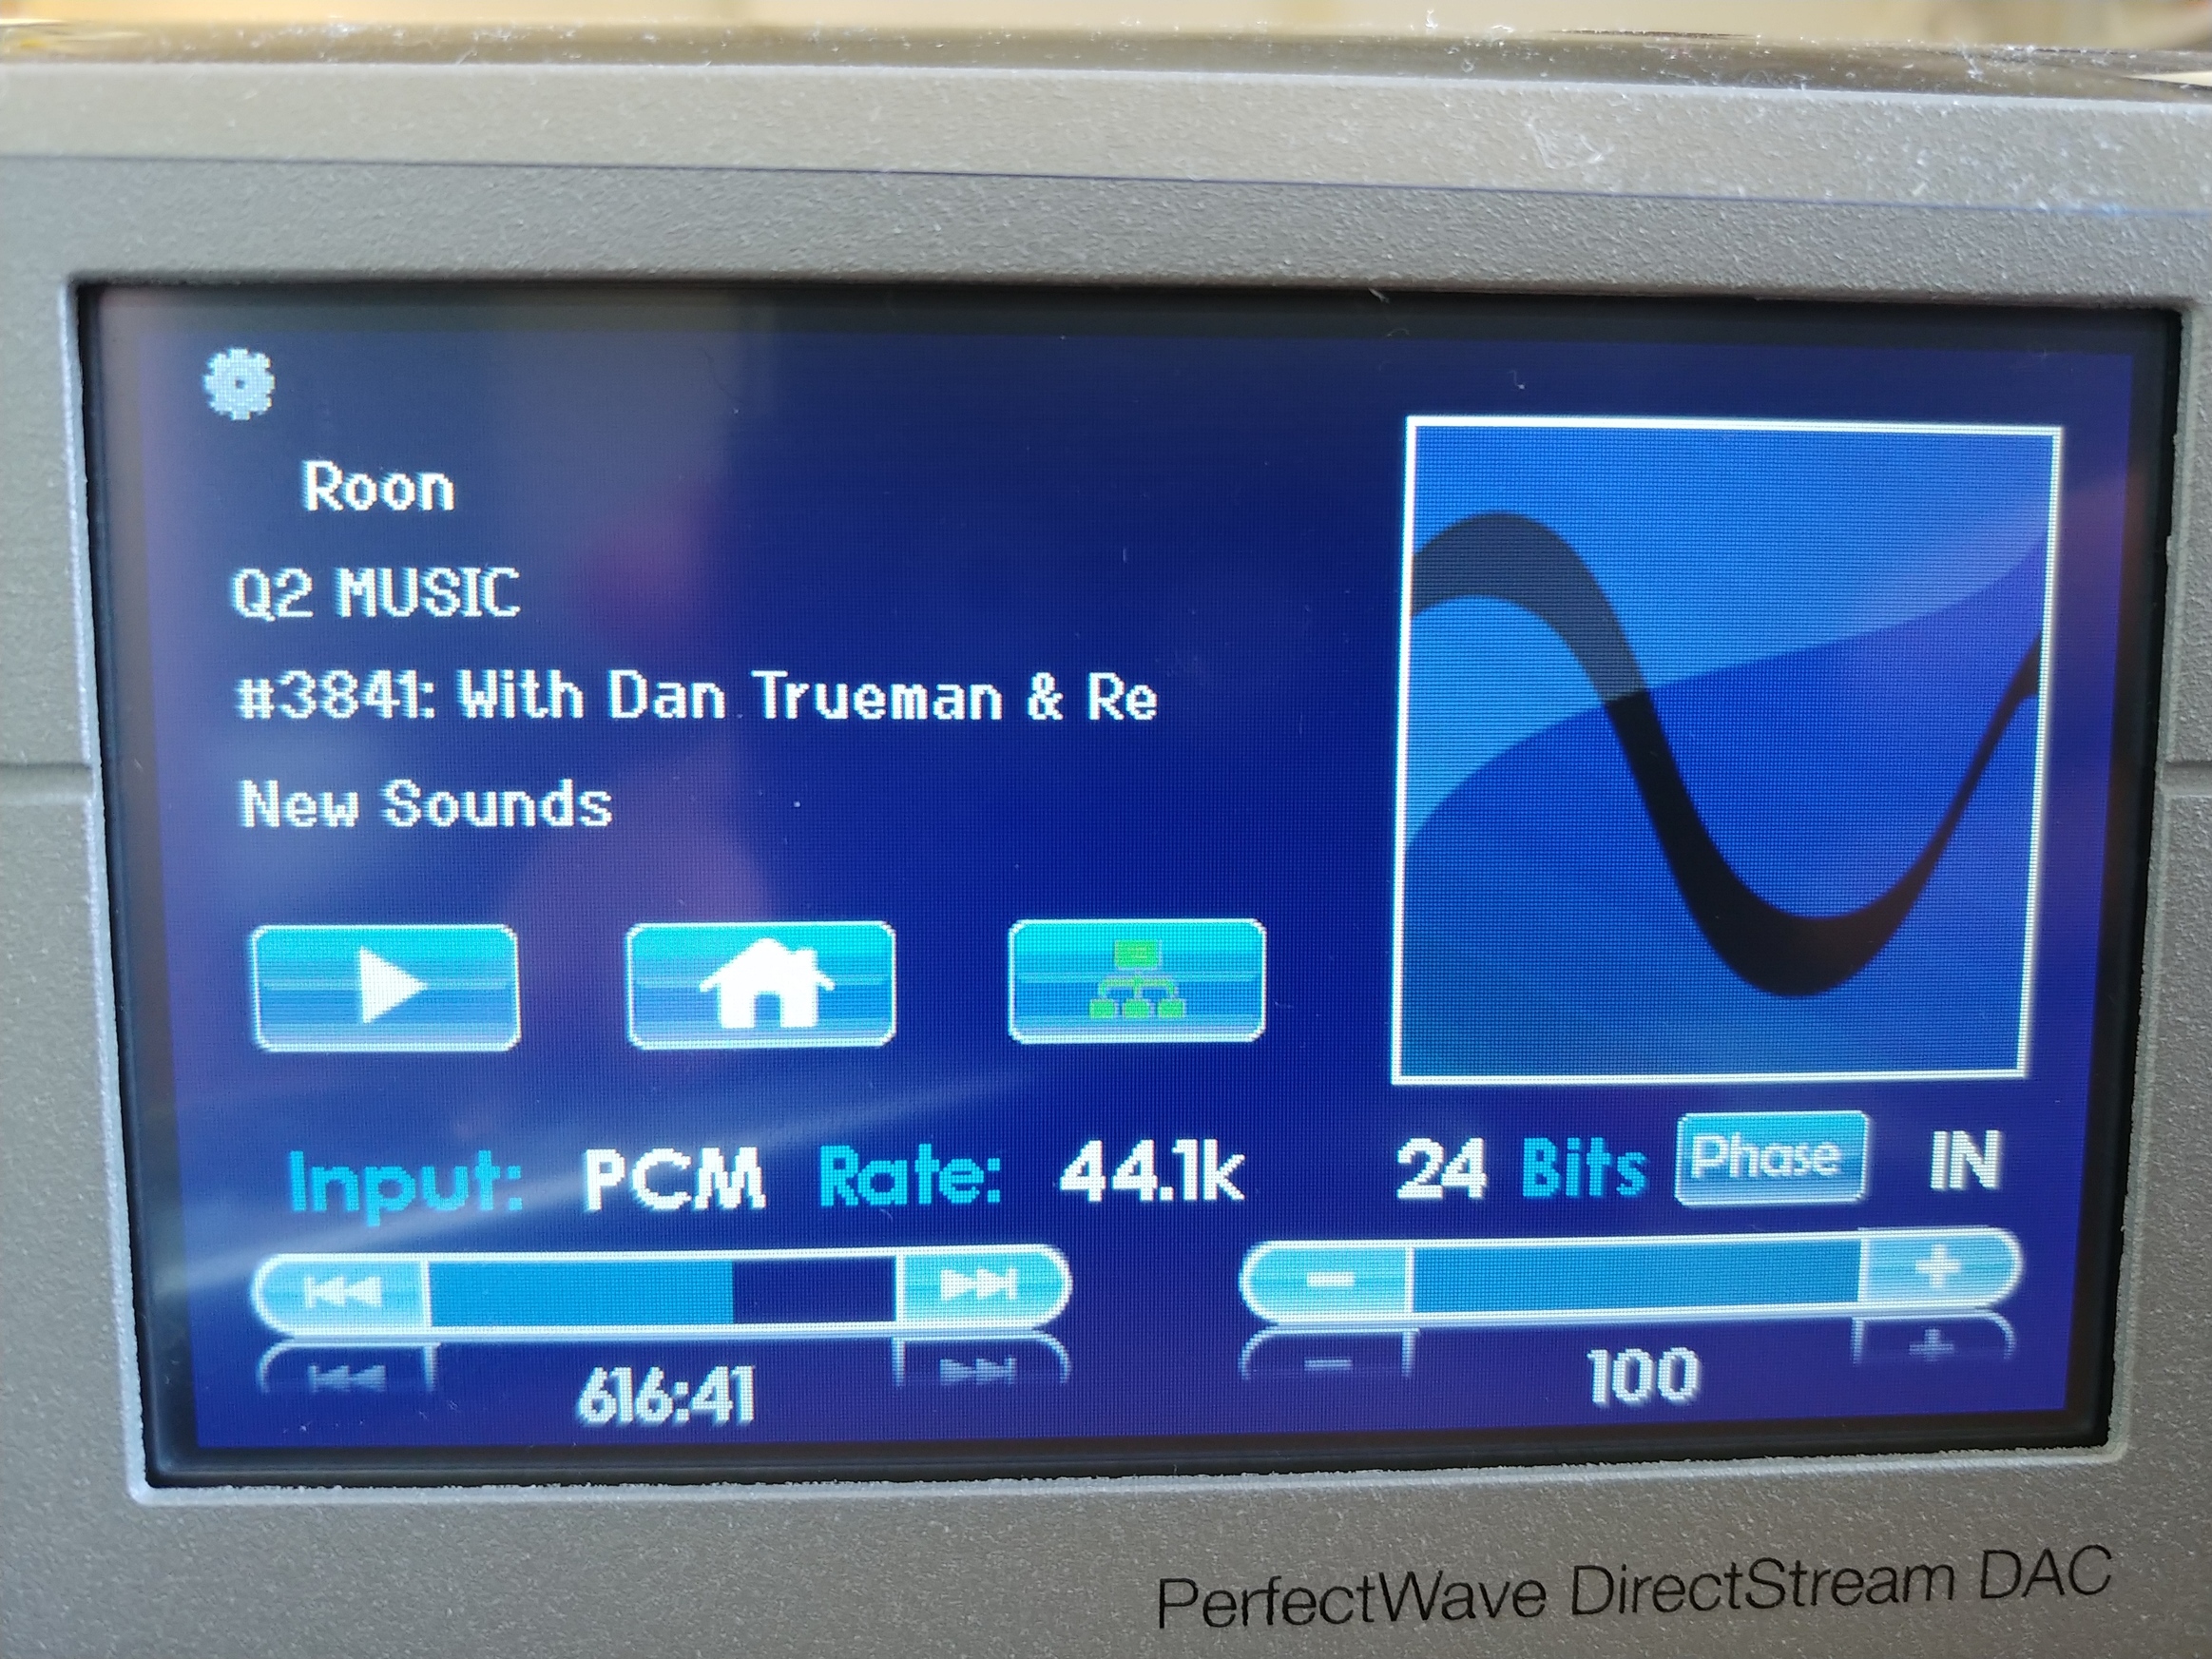 Roon
Q2 MUSIC
#3841: With Dan Trueman & Re
New Sounds
Input: PCM Rate: 44.1k 24 Bits Phase IN
616:41 100
PerfectWave DirectStream DAC